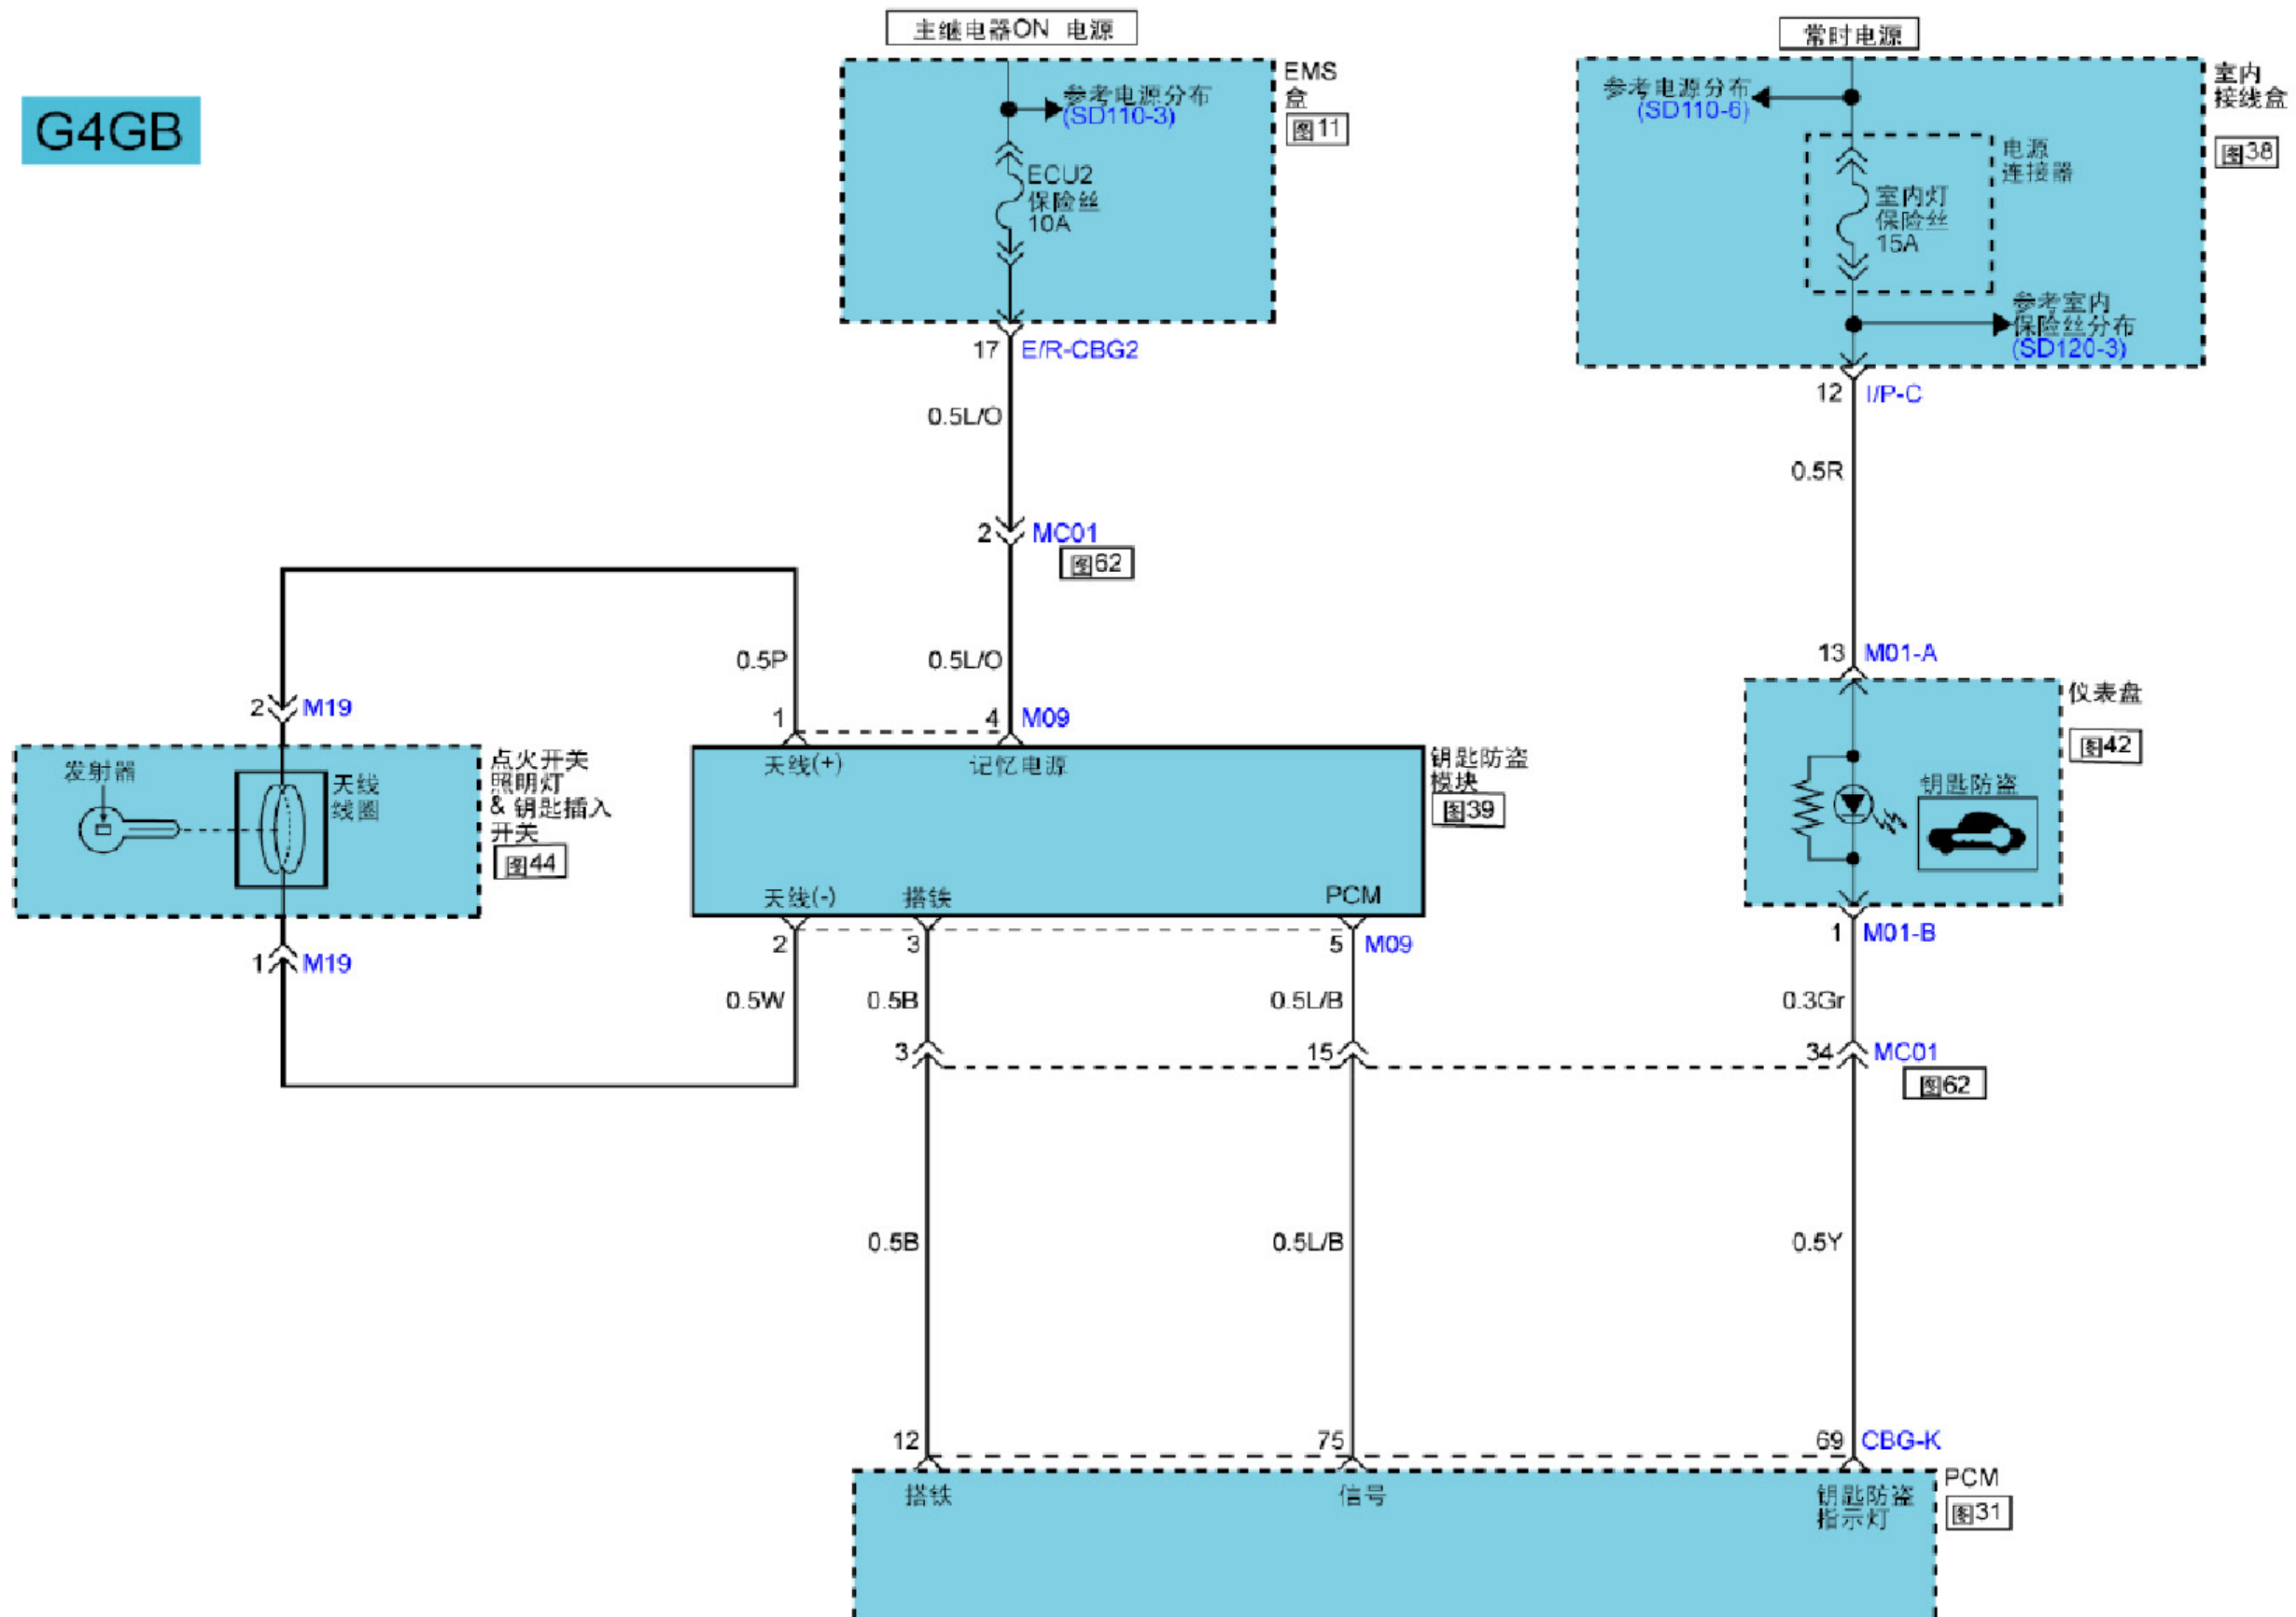 主继电器ON 电源
常时电源
G4GB
EMS
盒
图11
参考电源分布
(SD110-3)
ECU2
保险丝
10A
参考电源分布
(SD110-6)
室内
接线盒
图38
电源
连接器
室内灯
保险丝
15A
参考室内
保险丝分布
(SD120-3)
17 E/R-CBG2
12 I/P-C
0.5L/O
0.5R
2 MC01
图62
0.5P
0.5L/O
13 M01-A
2 M19
1
4 M09
仪表盘
图42
发射器
天线
线圈
点火开关
照明灯
& 钥匙插入
开关
图44
天线(+)
记忆电源
钥匙防盗
模块
图39
钥匙防盗
天线(-)
搭铁
PCM
1 M19
2
3
5 M09
1 M01-B
0.5W
0.5B
0.5L/B
0.3Gr
3
15
34 MC01
图62
0.5B
0.5L/B
0.5Y
12
75
69 CBG-K
搭铁
信号
钥匙防盗
指示灯
PCM
图31